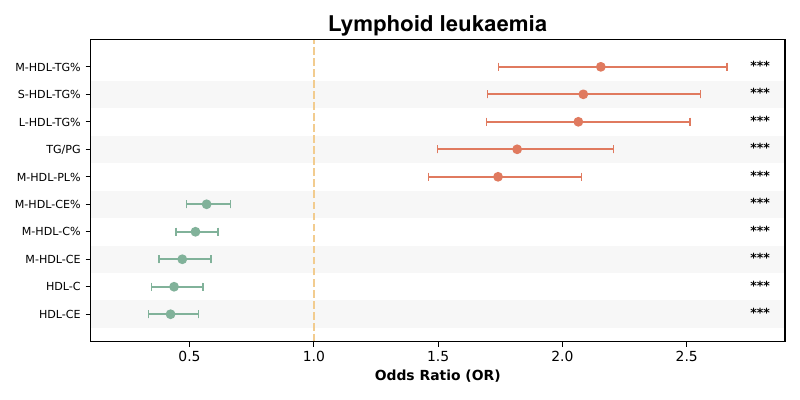 Lymphoid leukaemia
M-HDL-TG% ***
S-HDL-TG% ***
L-HDL-TG% ***
TG/PG ***
M-HDL-PL% ***
M-HDL-CE% ***
M-HDL-C% ***
M-HDL-CE ***
HDL-C ***
HDL-CE ***
0.5 1.0 1.5 2.0 2.5
Odds Ratio (OR)